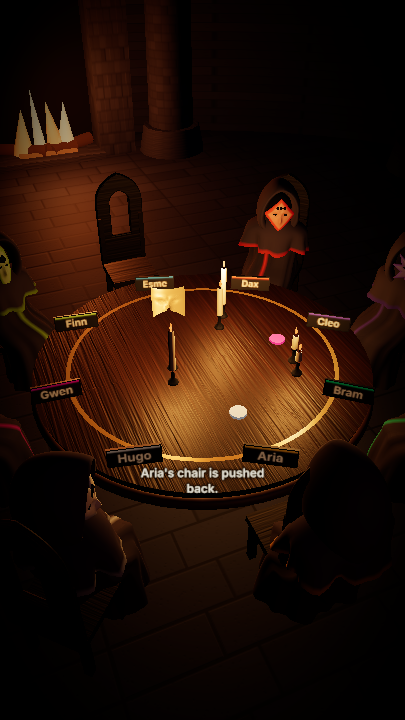 Esme
Dax
Finn
Cleo
Gwen
Bram
Hugo
Aria
Aria's chair is pushed
back.